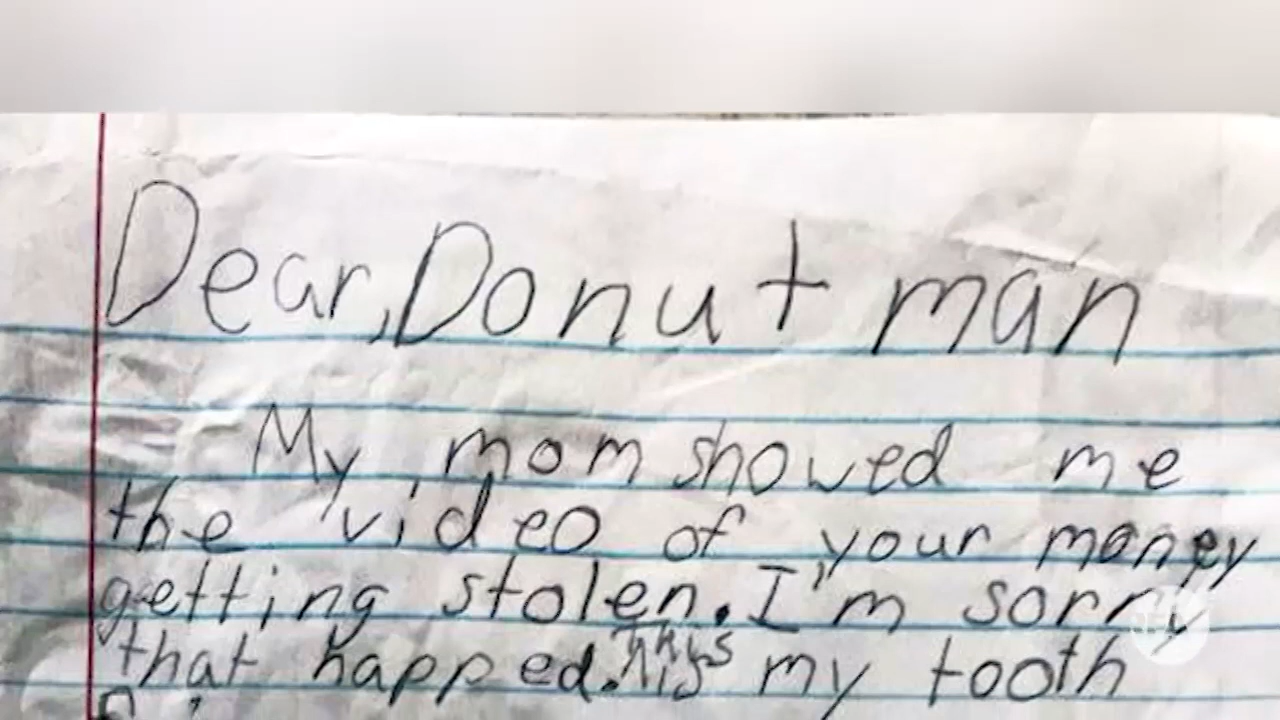 Dear, Donut man
My mom showed me
the video of your money
getting stolen. I'm sorry
that happed. This my tooth